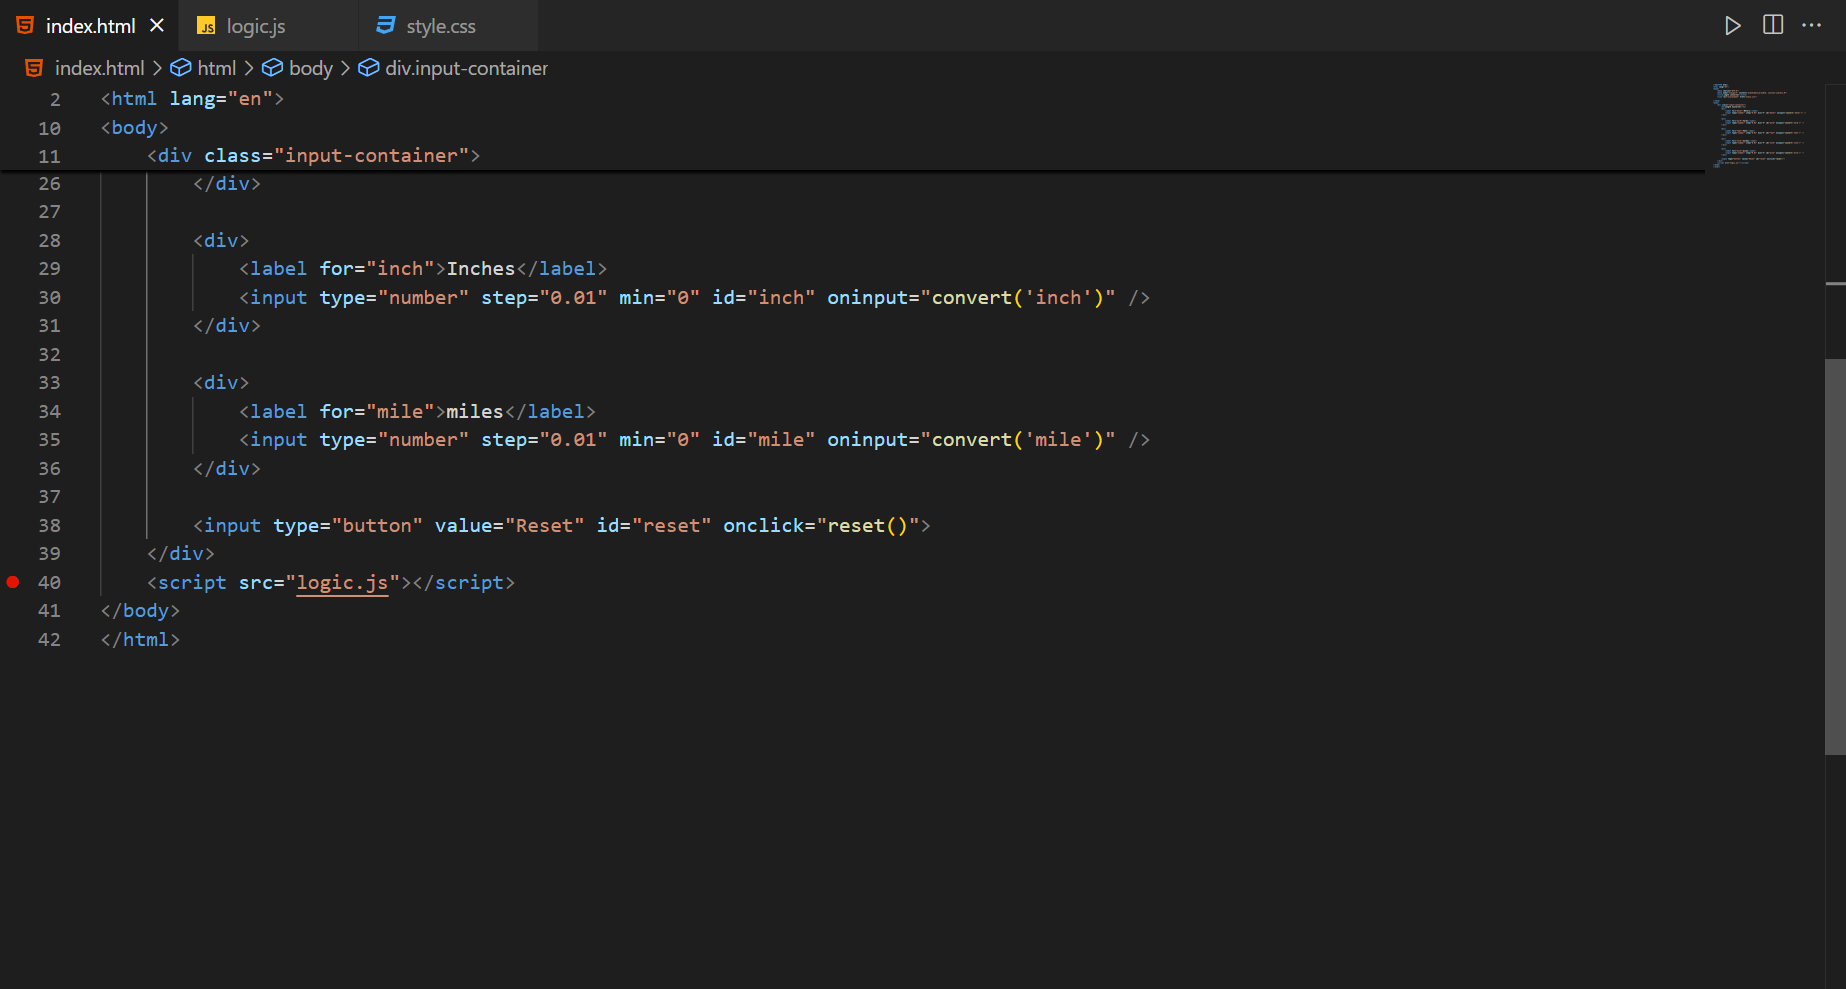 index.html
logic.js
style.css
index.html > html > body > div.input-container
2 <html lang="en">
10 <body>
11 <div class="input-container">
26 </div>
27
28 <div>
29 <label for="inch">Inches</label>
30 <input type="number" step="0.01" min="0" id="inch" oninput="convert('inch')" />
31 </div>
32
33 <div>
34 <label for="mile">miles</label>
35 <input type="number" step="0.01" min="0" id="mile" oninput="convert('mile')" />
36 </div>
37
38 <input type="button" value="Reset" id="reset" onclick="reset()">
39 </div>
40 <script src="logic.js"></script>
41 </body>
42 </html>